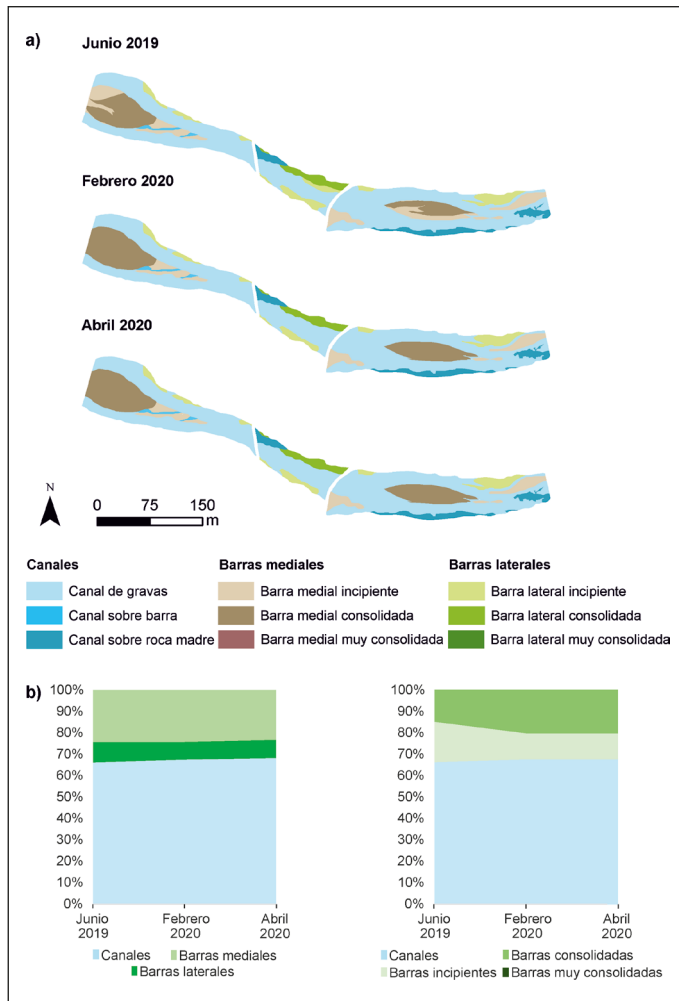 a)
Junio 2019
Febrero 2020
Abril 2020
N
0 75 150
m
Canales
Canal de gravas
Canal sobre barra
Canal sobre roca madre
Barras mediales
Barra medial incipiente
Barra medial consolidada
Barra medial muy consolidada
Barras laterales
Barra lateral incipiente
Barra lateral consolidada
Barra lateral muy consolidada
b)
100%
90%
80%
70%
60%
50%
40%
30%
20%
10%
0%
Junio
2019
Febrero
2020
Abril
2020
Canales
Barras mediales
Barras laterales
100%
90%
80%
70%
60%
50%
40%
30%
20%
10%
0%
Junio
2019
Febrero
2020
Abril
2020
Canales
Barras consolidadas
Barras incipientes
Barras muy consolidadas